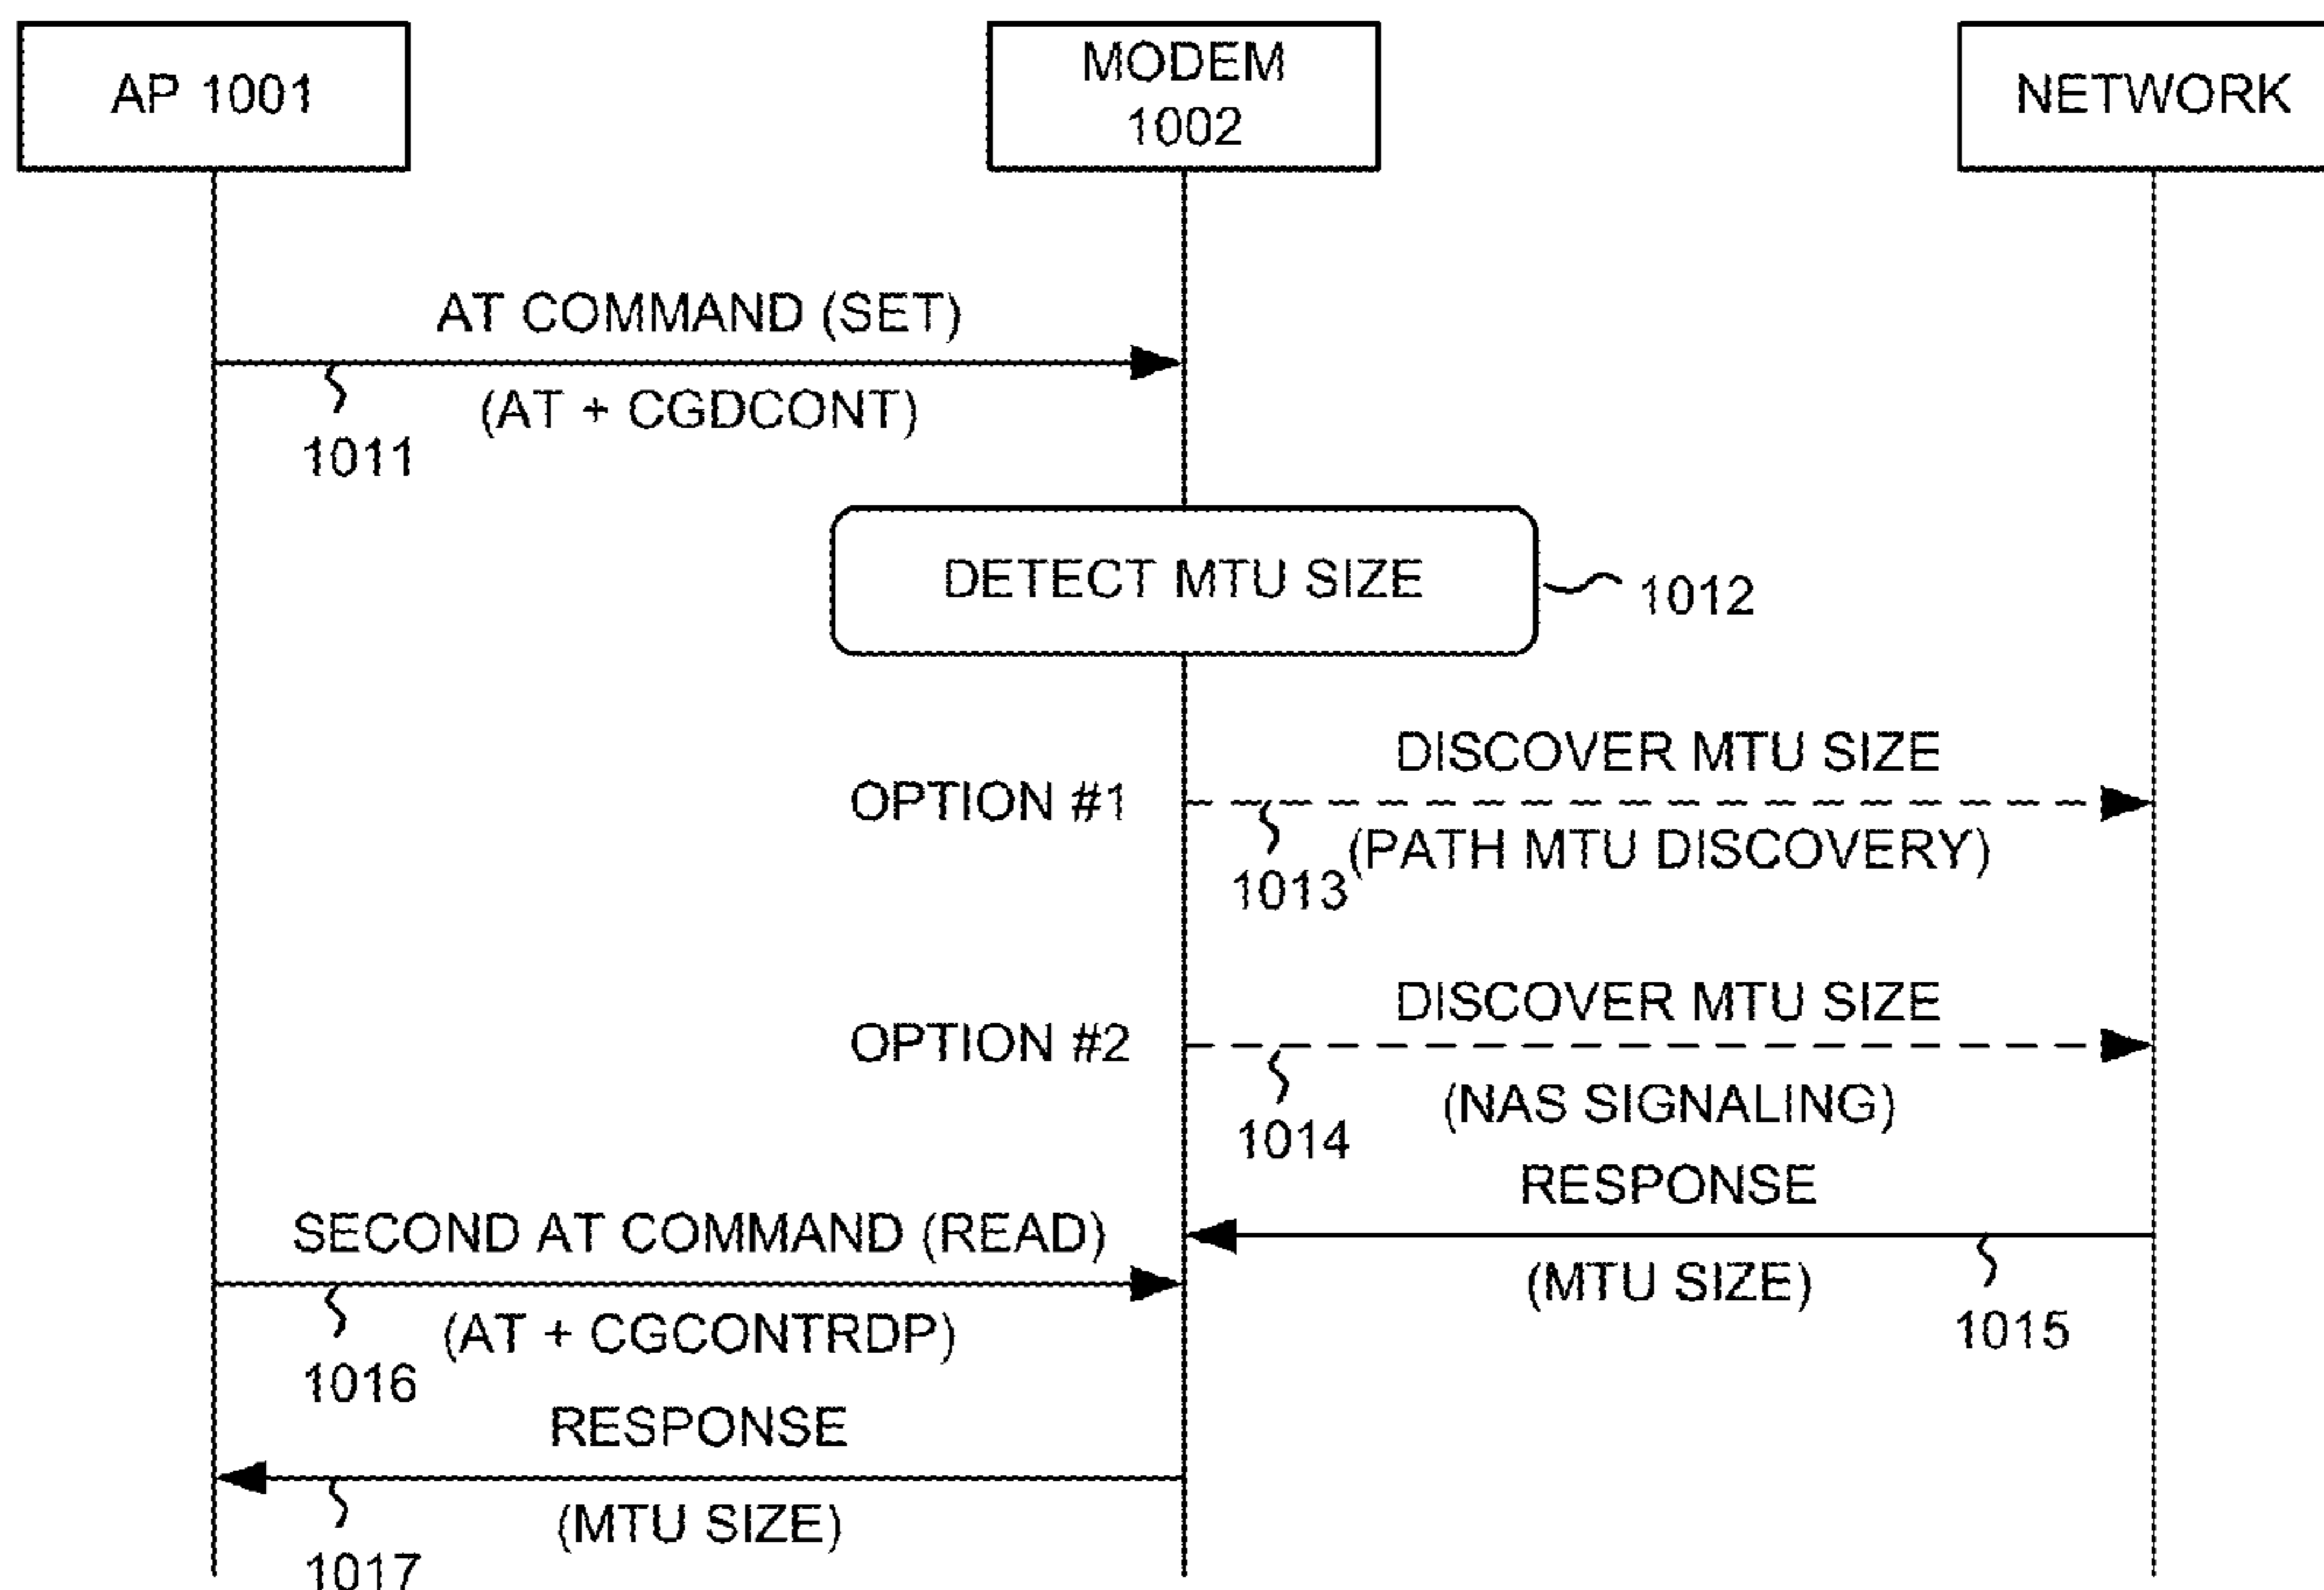 AP 1001
MODEM
1002
NETWORK
AT COMMAND (SET)
(AT + CGDCONT)
1011
DETECT MTU SIZE
1012
DISCOVER MTU SIZE
OPTION #1
(PATH MTU DISCOVERY)
1013
DISCOVER MTU SIZE
OPTION #2
(NAS SIGNALING)
1014
RESPONSE
SECOND AT COMMAND (READ)
(MTU SIZE)
1015
(AT + CGCONTRDP)
1016
RESPONSE
(MTU SIZE)
1017